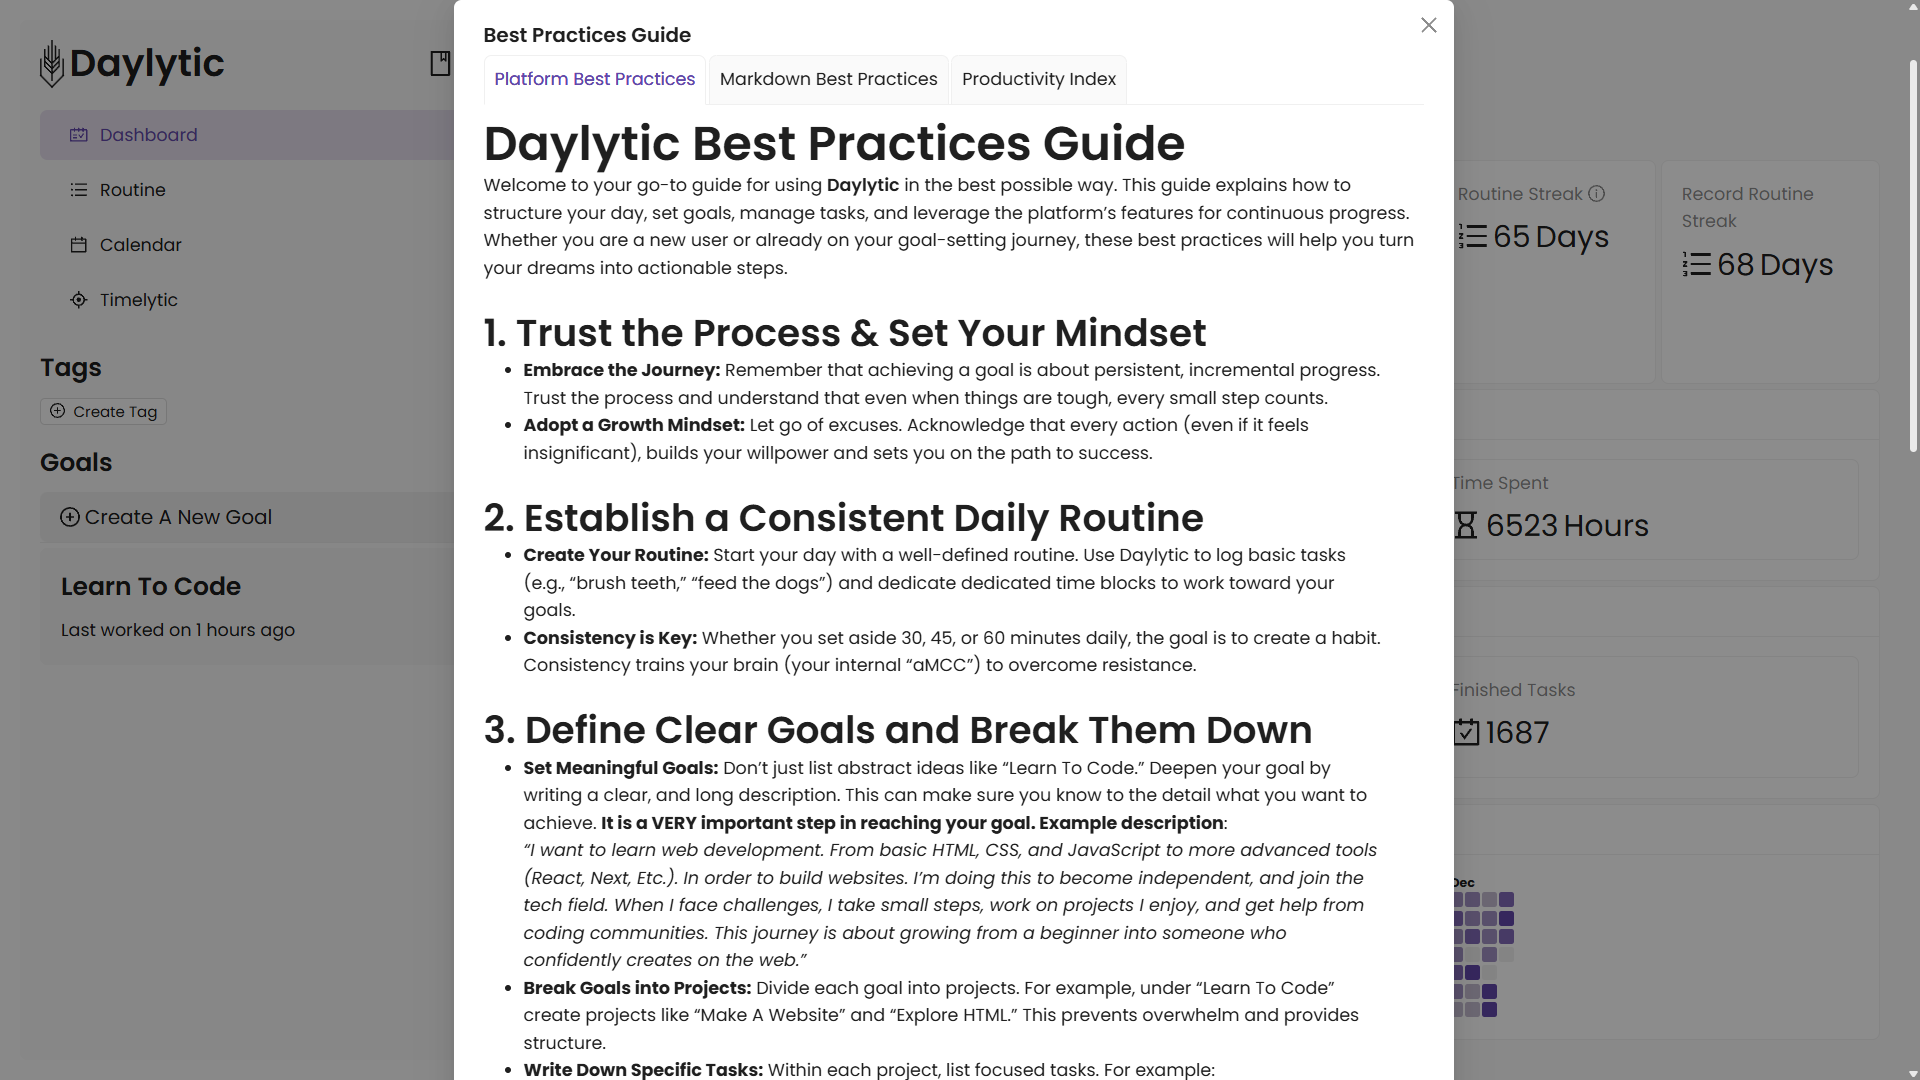 Daylytic
Dashboard
Routine
Calendar
Timelytic
Tags
Create Tag
Goals
Create A New Goal
Learn To Code
Last worked on 1 hours ago
Best Practices Guide
Platform Best Practices
Markdown Best Practices
Productivity Index
Daylytic Best Practices Guide
Welcome to your go-to guide for using Daylytic in the best possible way. This guide explains how to
structure your day, set goals, manage tasks, and leverage the platform’s features for continuous progress.
Whether you are a new user or already on your goal-setting journey, these best practices will help you turn
your dreams into actionable steps.
1. Trust the Process & Set Your Mindset
• Embrace the Journey: Remember that achieving a goal is about persistent, incremental progress.
Trust the process and understand that even when things are tough, every small step counts.
• Adopt a Growth Mindset: Let go of excuses. Acknowledge that every action (even if it feels
insignificant), builds your willpower and sets you on the path to success.
2. Establish a Consistent Daily Routine
• Create Your Routine: Start your day with a well-defined routine. Use Daylytic to log basic tasks
(e.g., “brush teeth,” “feed the dogs”) and dedicate dedicated time blocks to work toward your
goals.
• Consistency is Key: Whether you set aside 30, 45, or 60 minutes daily, the goal is to create a habit.
Consistency trains your brain (your internal “aMCC”) to overcome resistance.
3. Define Clear Goals and Break Them Down
• Set Meaningful Goals: Don’t just list abstract ideas like “Learn To Code.” Deepen your goal by
writing a clear, and long description. This can make sure you know to the detail what you want to
achieve. It is a VERY important step in reaching your goal. Example description:
“I want to learn web development. From basic HTML, CSS, and JavaScript to more advanced tools
(React, Next, Etc.). In order to build websites. I’m doing this to become independent, and join the
tech field. When I face challenges, I take small steps, work on projects I enjoy, and get help from
coding communities. This journey is about growing from a beginner into someone who
confidently creates on the web.”
• Break Goals into Projects: Divide each goal into projects. For example, under “Learn To Code”
create projects like “Make A Website” and “Explore HTML.” This prevents overwhelm and provides
structure.
• Write Down Specific Tasks: Within each project, list focused tasks. For example:
Routine Streak
65 Days
Record Routine
Streak
68 Days
Time Spent
6523 Hours
Finished Tasks
1687
Dec